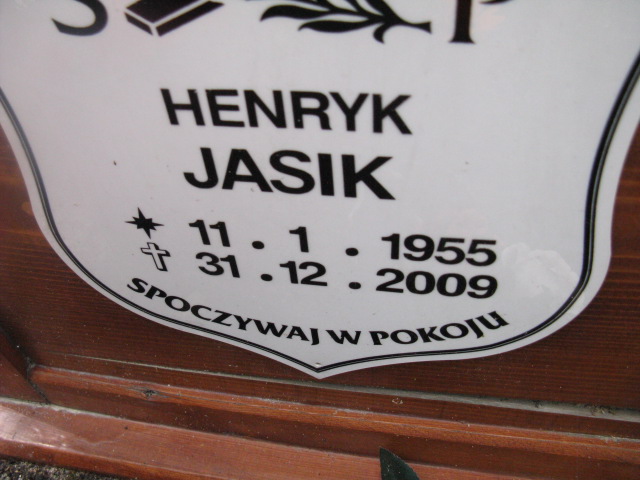 S P
HENRYK
JASIK
11 . 1 . 1955
31 . 12 . 2009
SPOCZYWAJ W POKOJU